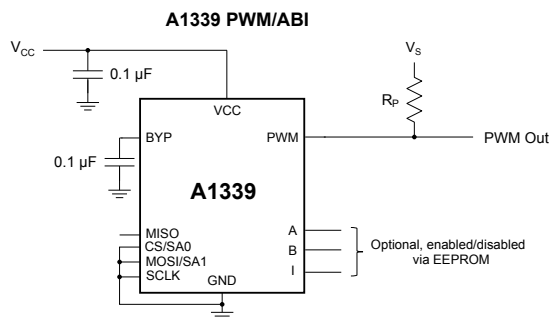 A1339 PWM/ABI
VCC
0.1 µF
VS
RP
VCC
BYP
PWM
PWM Out
0.1 µF
A1339
MISO
CS/SA0
MOSI/SA1
SCLK
GND
A
B
I
Optional, enabled/disabled
via EEPROM